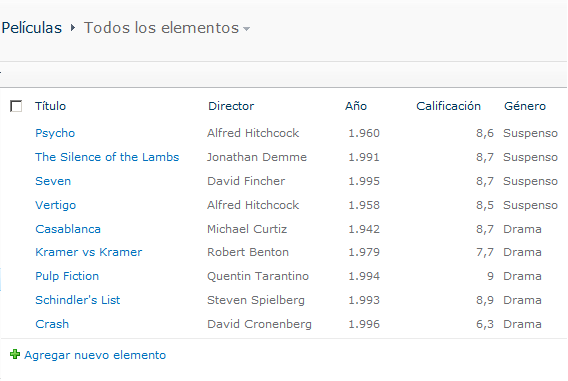 Películas Todos los elementos
Título Director Año Calificación Género
Psycho Alfred Hitchcock 1.960 8,6 Suspenso
The Silence of the Lambs Jonathan Demme 1.991 8,7 Suspenso
Seven David Fincher 1.995 8,7 Suspenso
Vertigo Alfred Hitchcock 1.958 8,5 Suspenso
Casablanca Michael Curtiz 1.942 8,7 Drama
Kramer vs Kramer Robert Benton 1.979 7,7 Drama
Pulp Fiction Quentin Tarantino 1.994 9 Drama
Schindler's List Steven Spielberg 1.993 8,9 Drama
Crash David Cronenberg 1.996 6,3 Drama
Agregar nuevo elemento